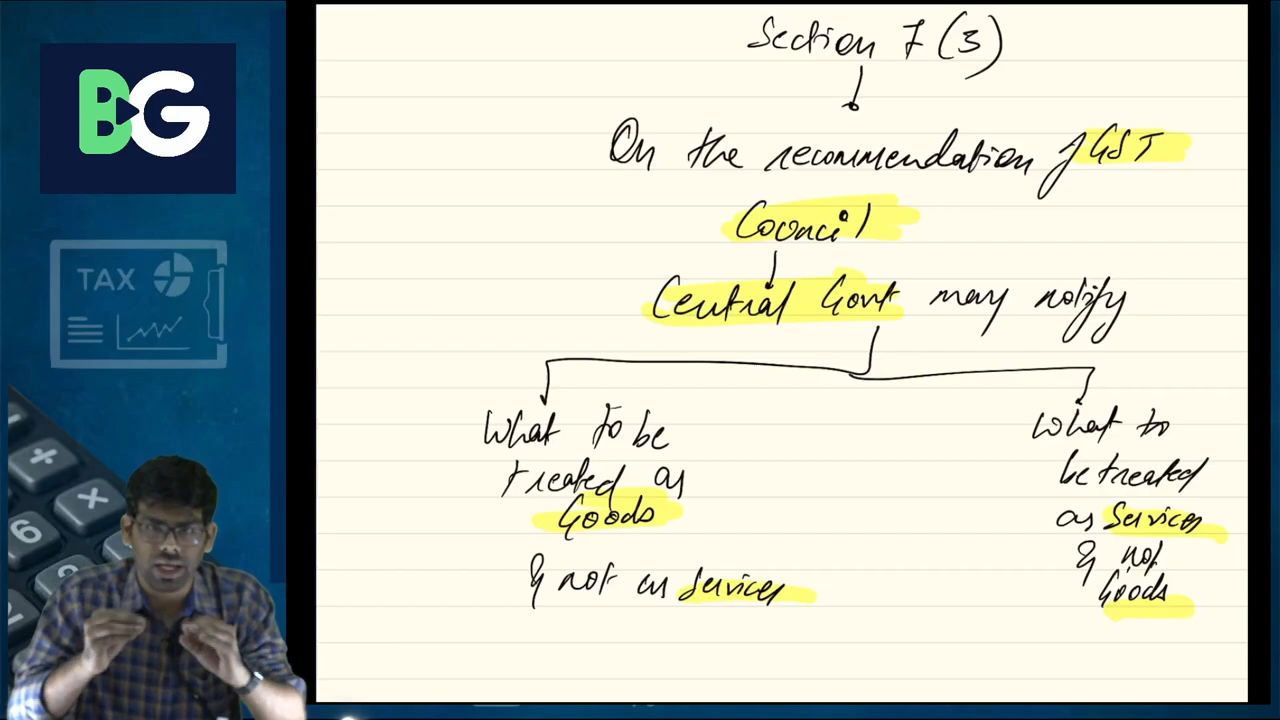 BG
TAX
Section 7 (3)
On the recommendation of GST
Council
Central Govt may notify
What to be
treated as
Goods
& not as Services
What to
be treated
as Services
& not
Goods